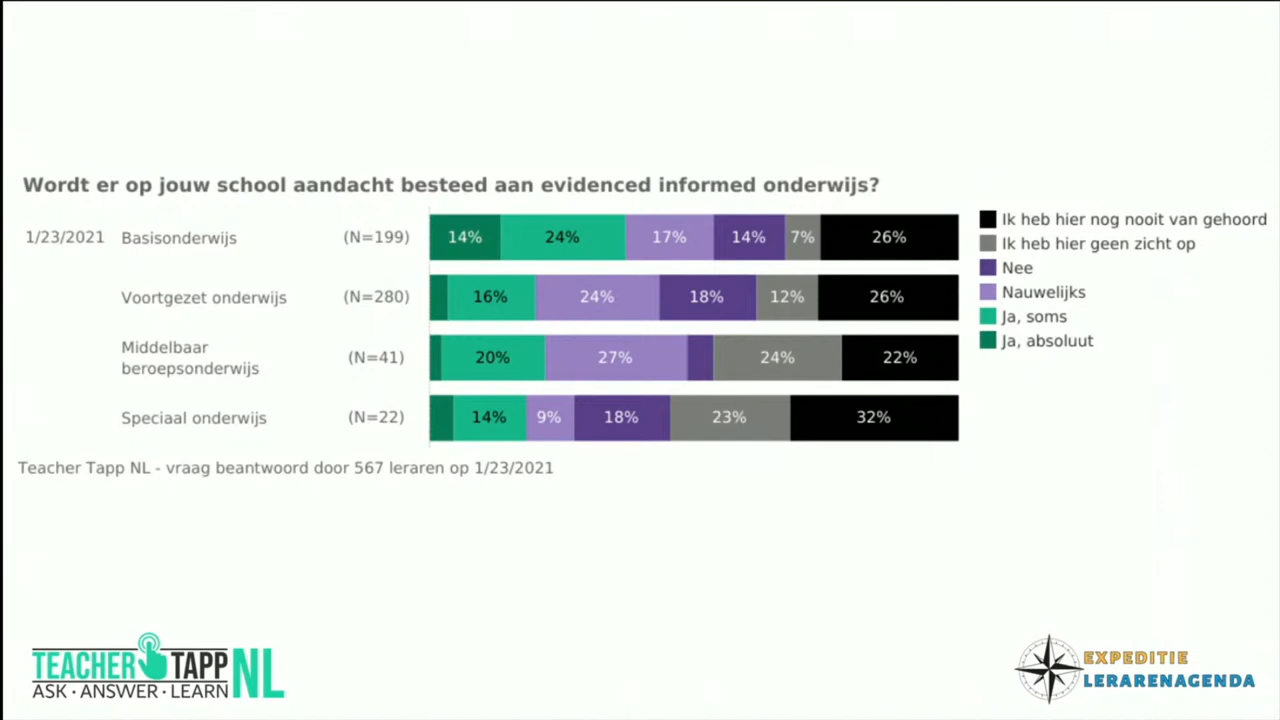 Wordt er op jouw school aandacht besteed aan evidenced informed onderwijs?
1/23/2021 Basisonderwijs (N=199) 14% 24% 17% 14% 7% 26%
Voortgezet onderwijs (N=280) 16% 24% 18% 12% 26%
Middelbaar
beroepsonderwijs (N=41) 20% 27% 24% 22%
Speciaal onderwijs (N=22) 14% 9% 18% 23% 32%
Ik heb hier nog nooit van gehoord
Ik heb hier geen zicht op
Nee
Nauwelijks
Ja, soms
Ja, absoluut
Teacher Tapp NL - vraag beantwoord door 567 leraren op 1/23/2021
TEACHER TAPP NL
ASK · ANSWER · LEARN
EXPEDITIE
LERARENAGENDA